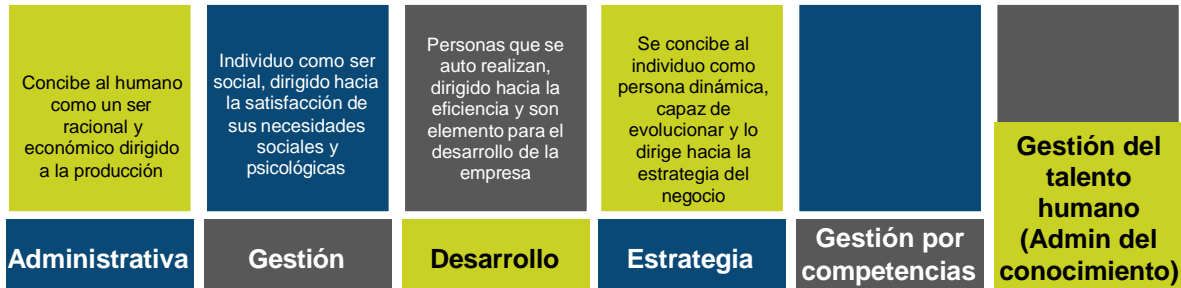 Concibe al humano
como un ser
racional y
económico dirigido
a la producción
Individuo como ser
social, dirigido hacia
la satisfacción de
sus necesidades
sociales y
psicológicas
Personas que se
auto realizan,
dirigido hacia la
eficiencia y son
elemento para el
desarrollo de la
empresa
Se concibe al
individuo como
persona dinámica,
capaz de
evolucionar y lo
dirige hacia la
estrategia del
negocio
Administrativa
Gestión
Desarrollo
Estrategia
Gestión por
competencias
Gestión del
talento
humano
(Admin del
conocimiento)